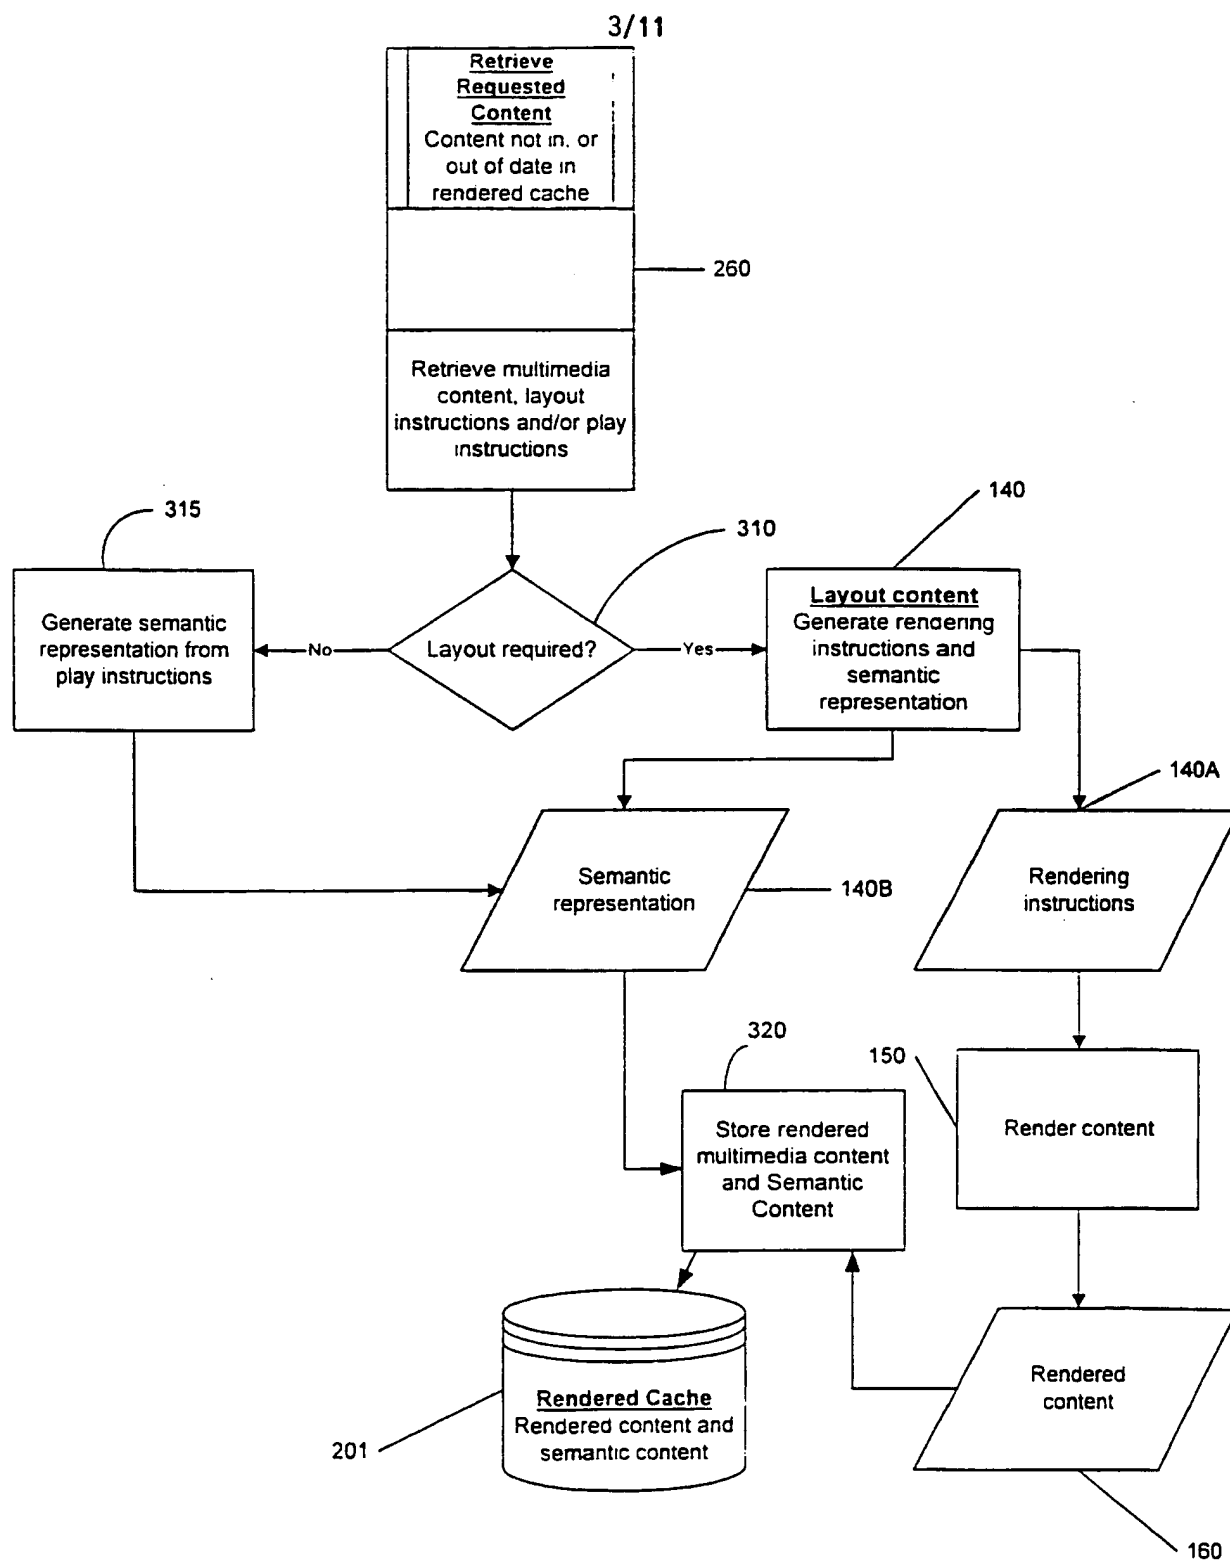 3/11
Retrieve
Requested
Content
Content not in, or
out of date in
rendered cache
260
Retrieve multimedia
content, layout
instructions and/or play
instructions
315
310
140
Generate semantic
representation from
play instructions
No
Layout required?
Yes
Layout content
Generate rendering
instructions and
semantic
representation
140A
Semantic
representation
140B
Rendering
instructions
320
150
Store rendered
multimedia content
and Semantic
Content
Render content
Rendered Cache
Rendered content and
semantic content
201
Rendered
content
160